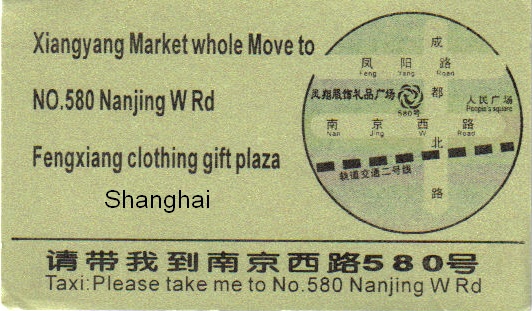 Xiangyang Market whole Move to
NO.580 Nanjing W Rd
Fengxiang clothing gift plaza
Shanghai
成都北路
凤阳路
Feng Yang Road
凤翔服饰礼品广场
580号
人民广场
People's square
南京西路
Nan Jing W Road
轨道交通二号线
请带我到南京西路580号
Taxi:Please take me to No.580 Nanjing W Rd